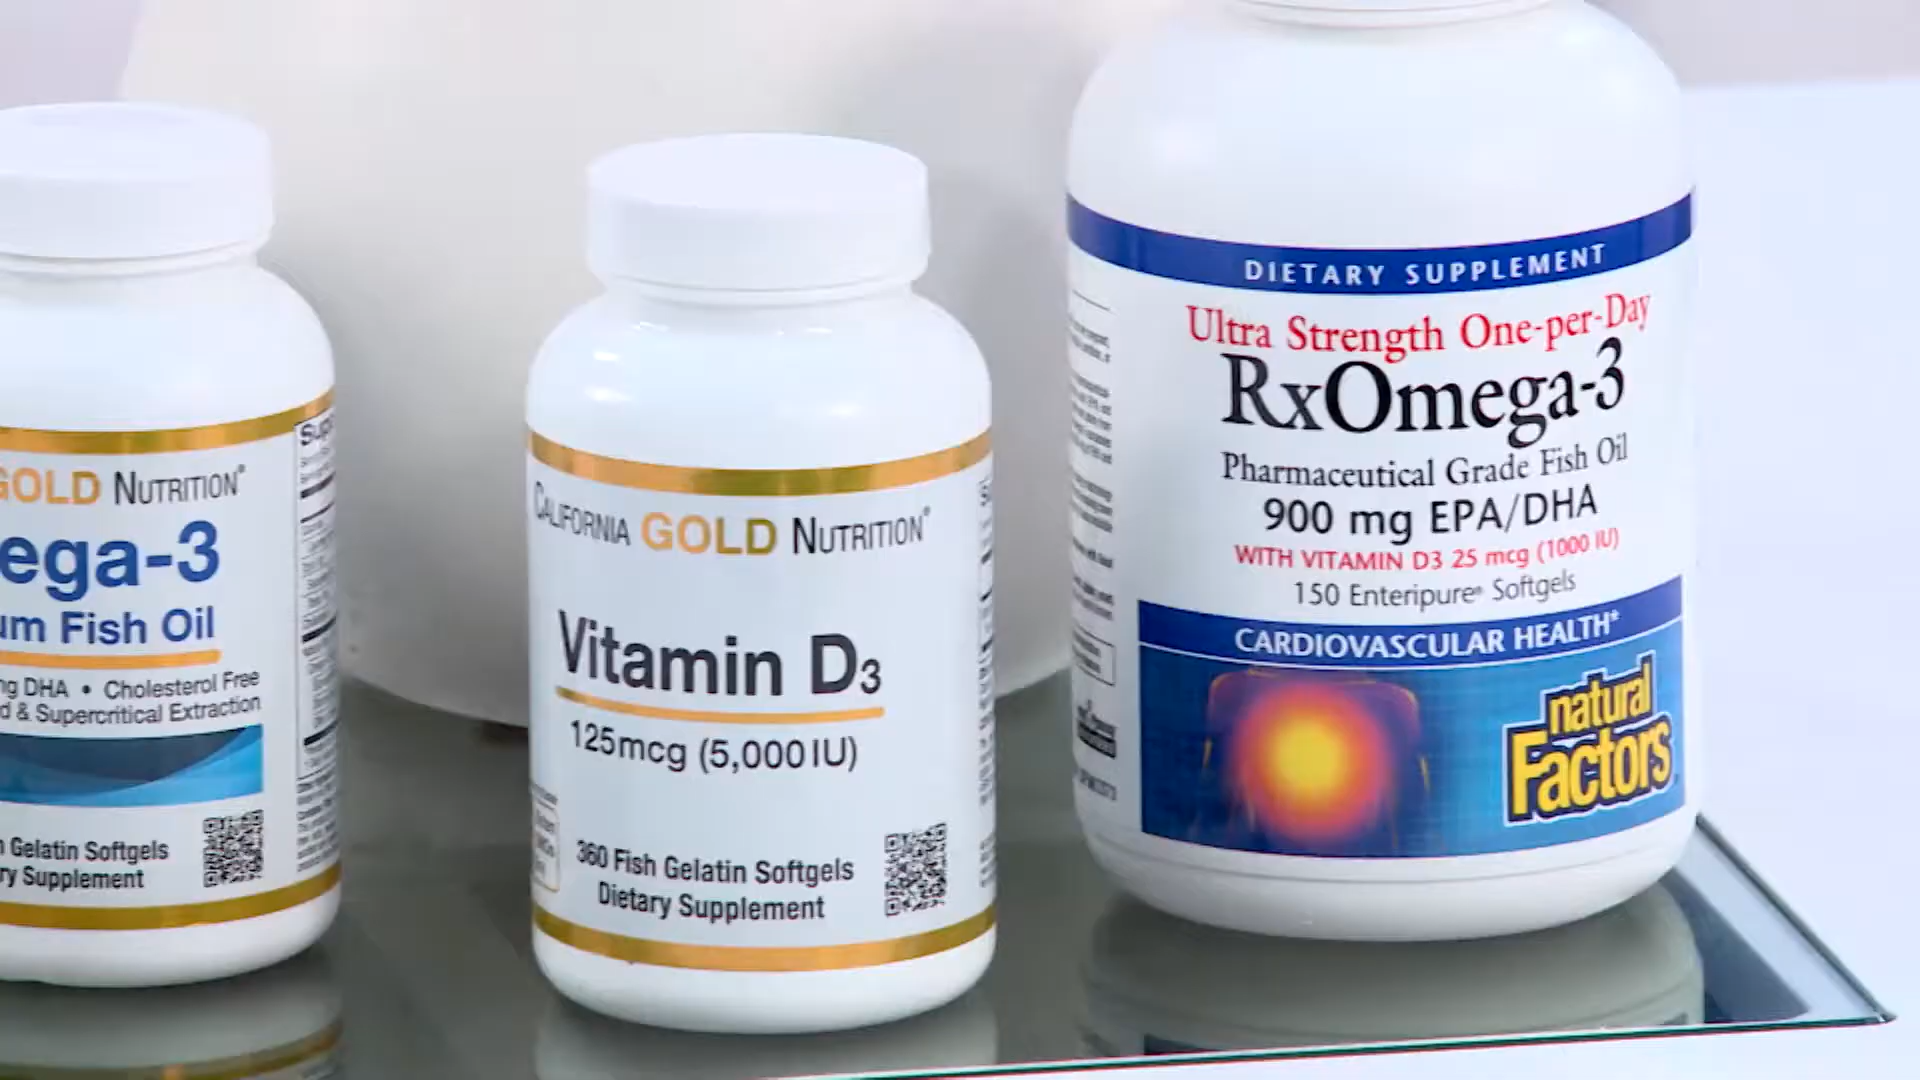 GOLD NUTRITION
ega-3
um Fish Oil
DHA • Cholesterol Free
& Supercritical Extraction
Gelatin Softgels
Supplement
CALIFORNIA GOLD NUTRITION
Vitamin D3
125mcg (5,000 IU)
360 Fish Gelatin Softgels
Dietary Supplement
DIETARY SUPPLEMENT
Ultra Strength One-per-Day
RxOmega-3
Pharmaceutical Grade Fish Oil
900 mg EPA/DHA
WITH VITAMIN D3 25 mcg (1000 IU)
150 Enteripure® Softgels
CARDIOVASCULAR HEALTH*
natural
Factors